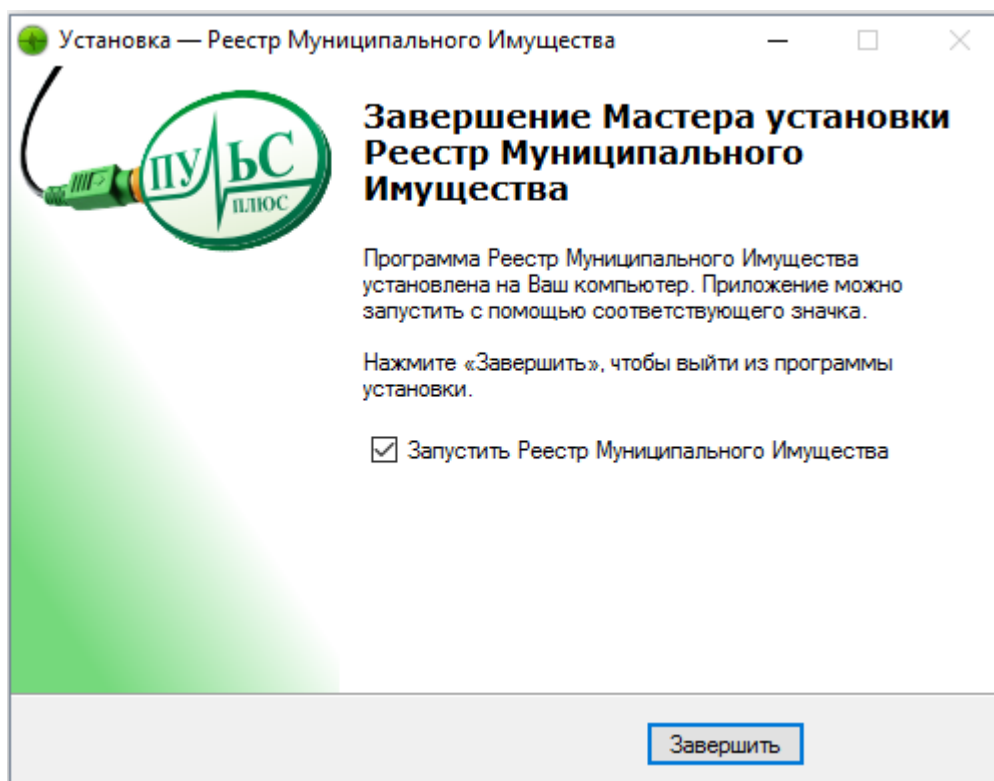 Установка — Реестр Муниципального Имущества
ПУЛЬС
ПЛЮС
Завершение Мастера установки
Реестр Муниципального
Имущества
Программа Реестр Муниципального Имущества
установлена на Ваш компьютер. Приложение можно
запустить с помощью соответствующего значка.
Нажмите «Завершить», чтобы выйти из программы
установки.
Запустить Реестр Муниципального Имущества
Завершить